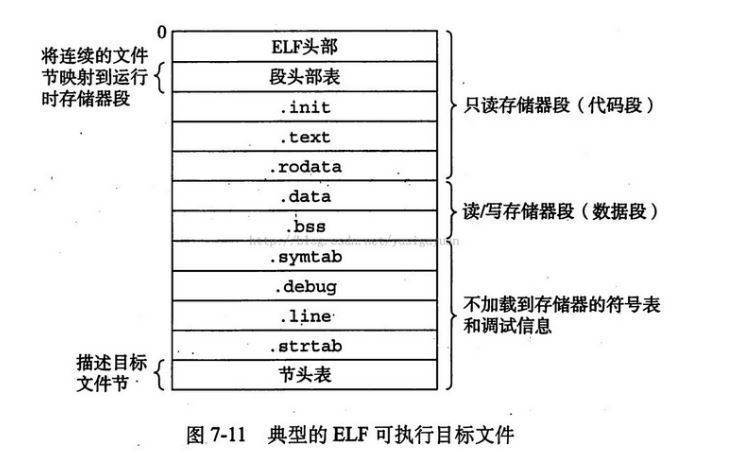 0
ELF头部
将连续的文件
节映射到运行
时存储器段
段头部表
.init
.text
.rodata
只读存储器段（代码段）
.data
.bss
读/写存储器段（数据段）
.symtab
.debug
.line
.strtab
不加载到存储器的符号表
和调试信息
描述目标
文件节
节头表
图 7-11 典型的 ELF 可执行目标文件